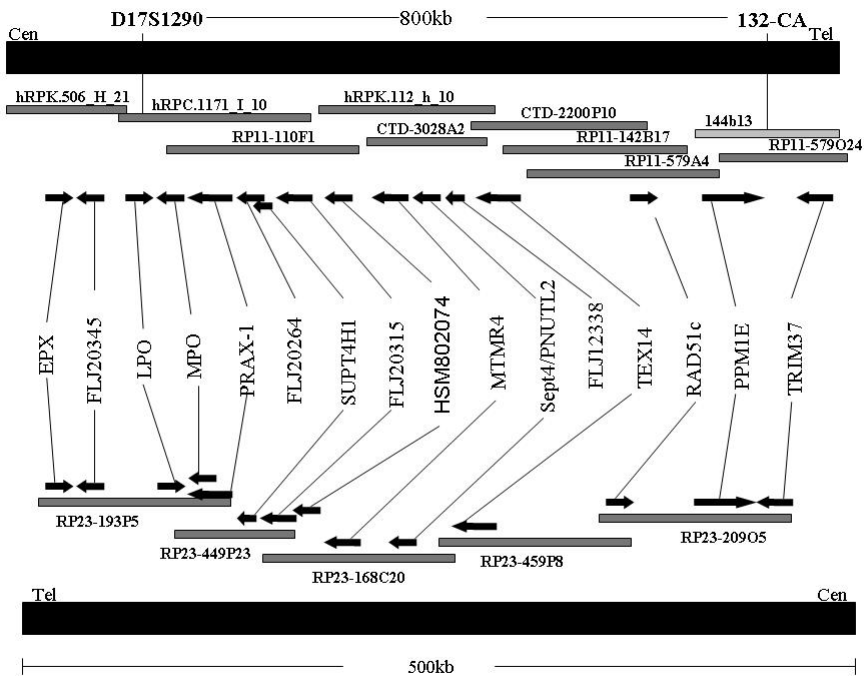 D17S1290 800kb 132-CA
Cen Tel
hRPK.506_H_21
hRPC.1171_I_10
hRPK.112_h_10
CTD-2200P10
144b13
RP11-110F1
CTD-3028A2
RP11-142B17
RP11-579O24
RP11-579A4
EPX
FLJ20345
LPO
MPO
PRAX-1
FLJ20264
SUPT4H1
FLJ20315
HSM802074
MTMR4
Sept4/PNUTL2
FLJ12338
TEX14
RAD51c
PPM1E
TRIM37
RP23-193P5
RP23-449P23
RP23-168C20
RP23-459P8
RP23-209O5
Tel Cen
500kb